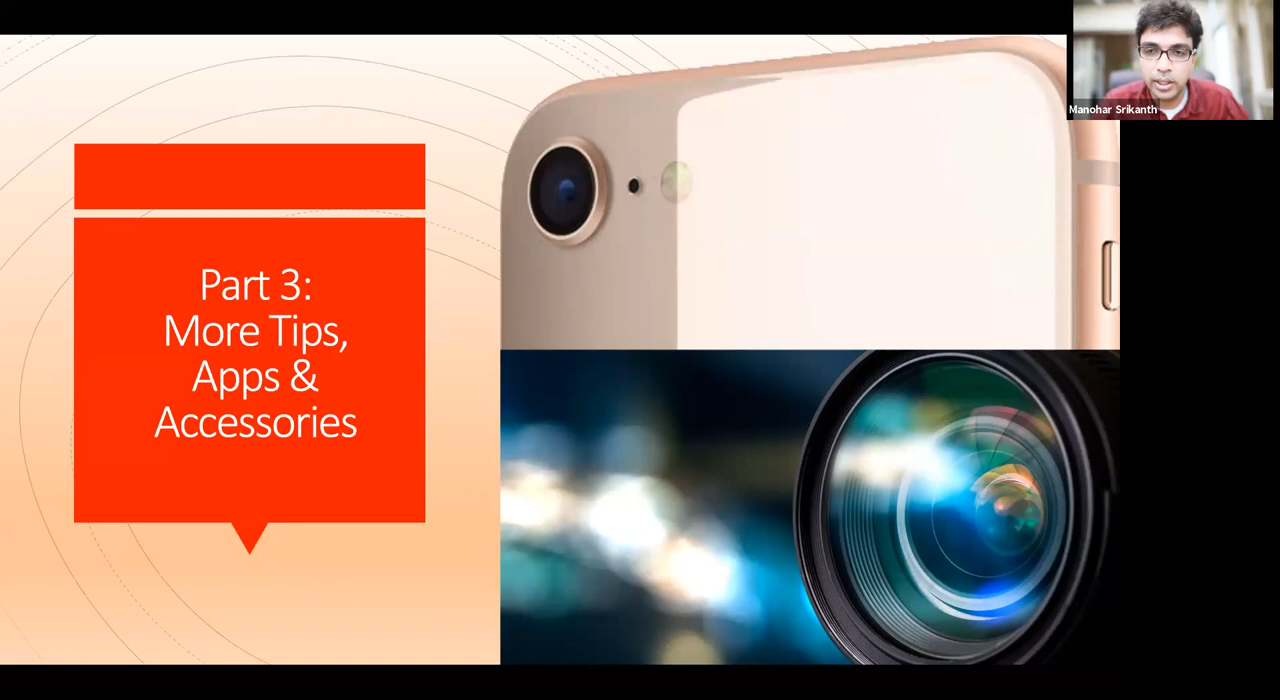 Manohar Srikanth
Part 3:
More Tips,
Apps &
Accessories